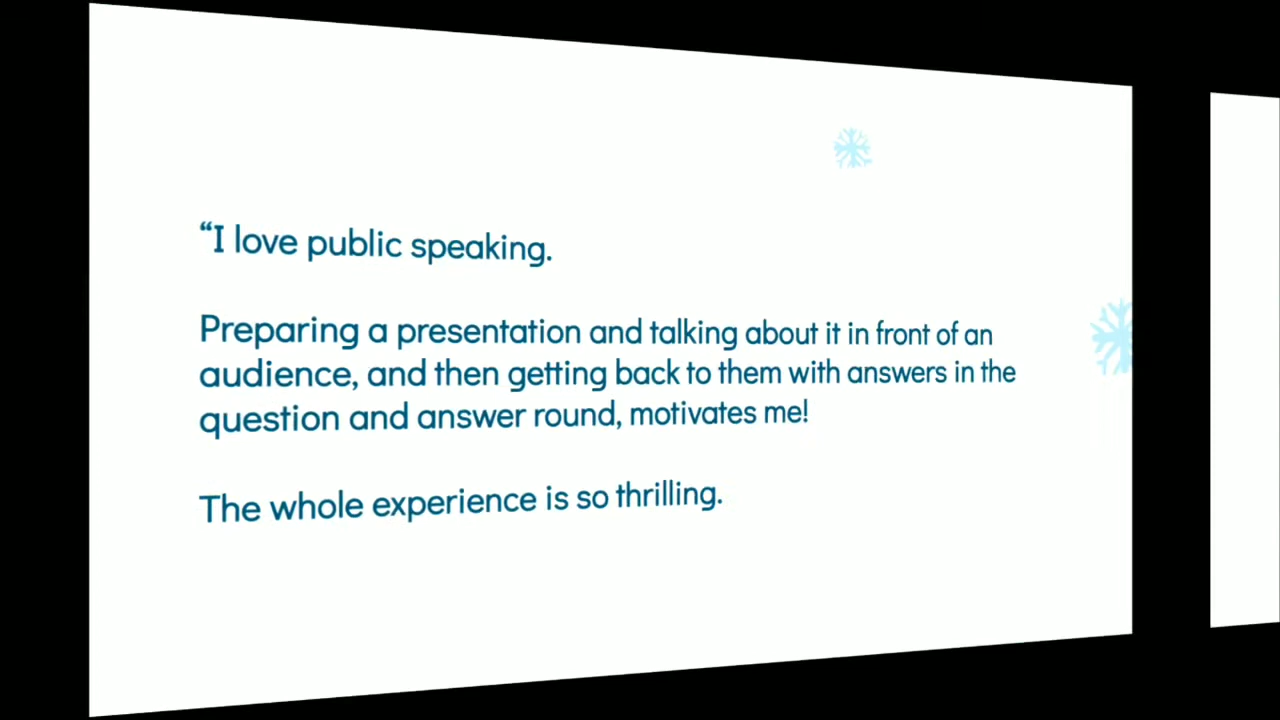 “I love public speaking.
Preparing a presentation and talking about it in front of an
audience, and then getting back to them with answers in the
question and answer round, motivates me!
The whole experience is so thrilling.